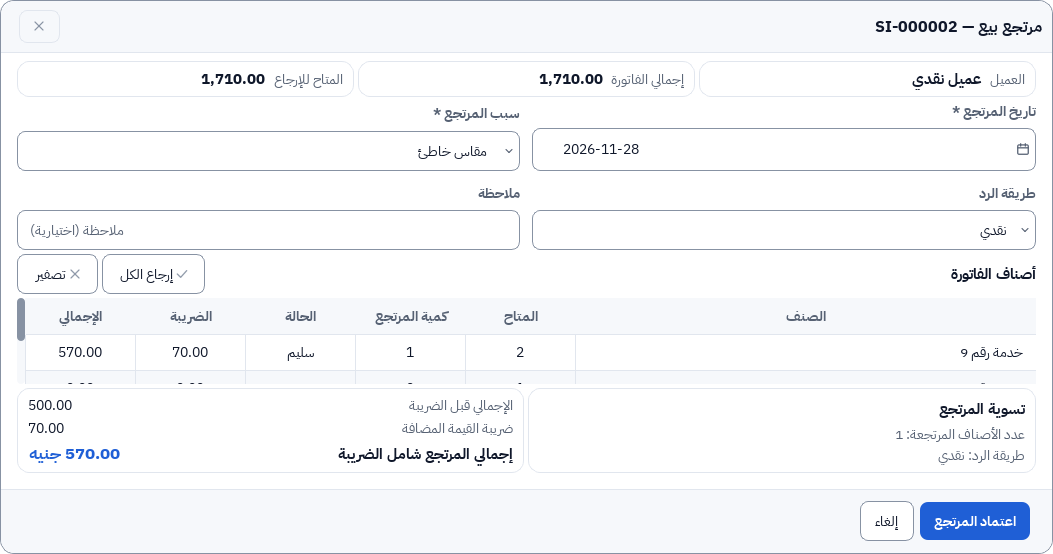 مرتجع بيع — SI-000002
العميل عميل نقدي
إجمالي الفاتورة 1,710.00
المتاح للإرجاع 1,710.00
تاريخ المرتجع *
سبب المرتجع *
2026-11-28
مقاس خاطئ
طريقة الرد
ملاحظة
نقدي
ملاحظة (اختيارية)
أصناف الفاتورة
إرجاع الكل
تصفير
الصنف المتاح كمية المرتجع الحالة الضريبة الإجمالي
خدمة رقم 9 2 1 سليم 70.00 570.00
تسوية المرتجع
عدد الأصناف المرتجعة: 1
طريقة الرد: نقدي
الإجمالي قبل الضريبة 500.00
ضريبة القيمة المضافة 70.00
إجمالي المرتجع شامل الضريبة 570.00 جنيه
اعتماد المرتجع
إلغاء